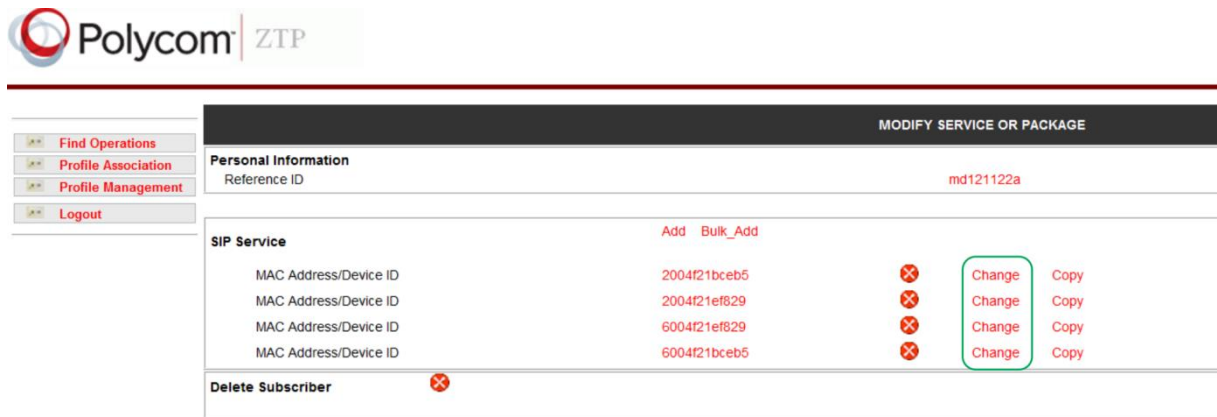 Polycom ZTP
MODIFY SERVICE OR PACKAGE
Find Operations
Profile Association
Profile Management
Logout
Personal Information
Reference ID md121122a
SIP Service Add Bulk_Add
MAC Address/Device ID 2004f21bceb5 Change Copy
MAC Address/Device ID 2004f21ef829 Change Copy
MAC Address/Device ID 6004f21ef829 Change Copy
MAC Address/Device ID 6004f21bceb5 Change Copy
Delete Subscriber